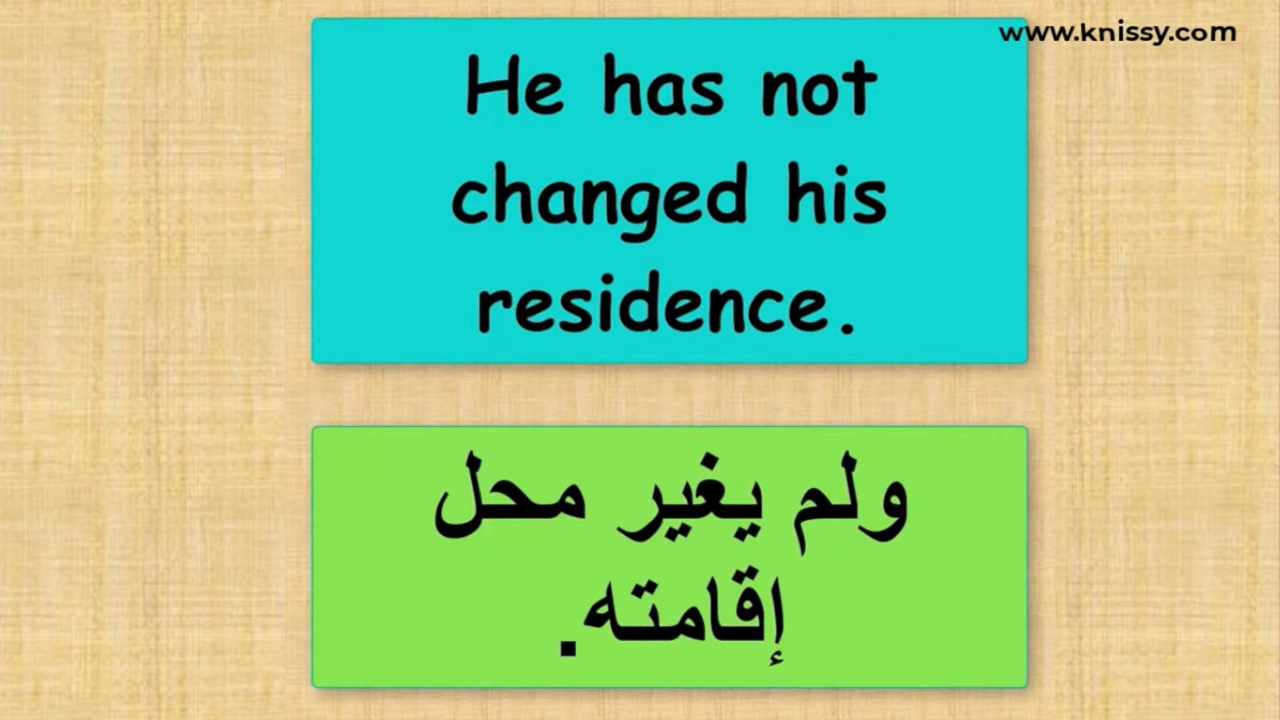 www.knissy.com
He has not
changed his
residence.
ولم يغير محل
إقامته.